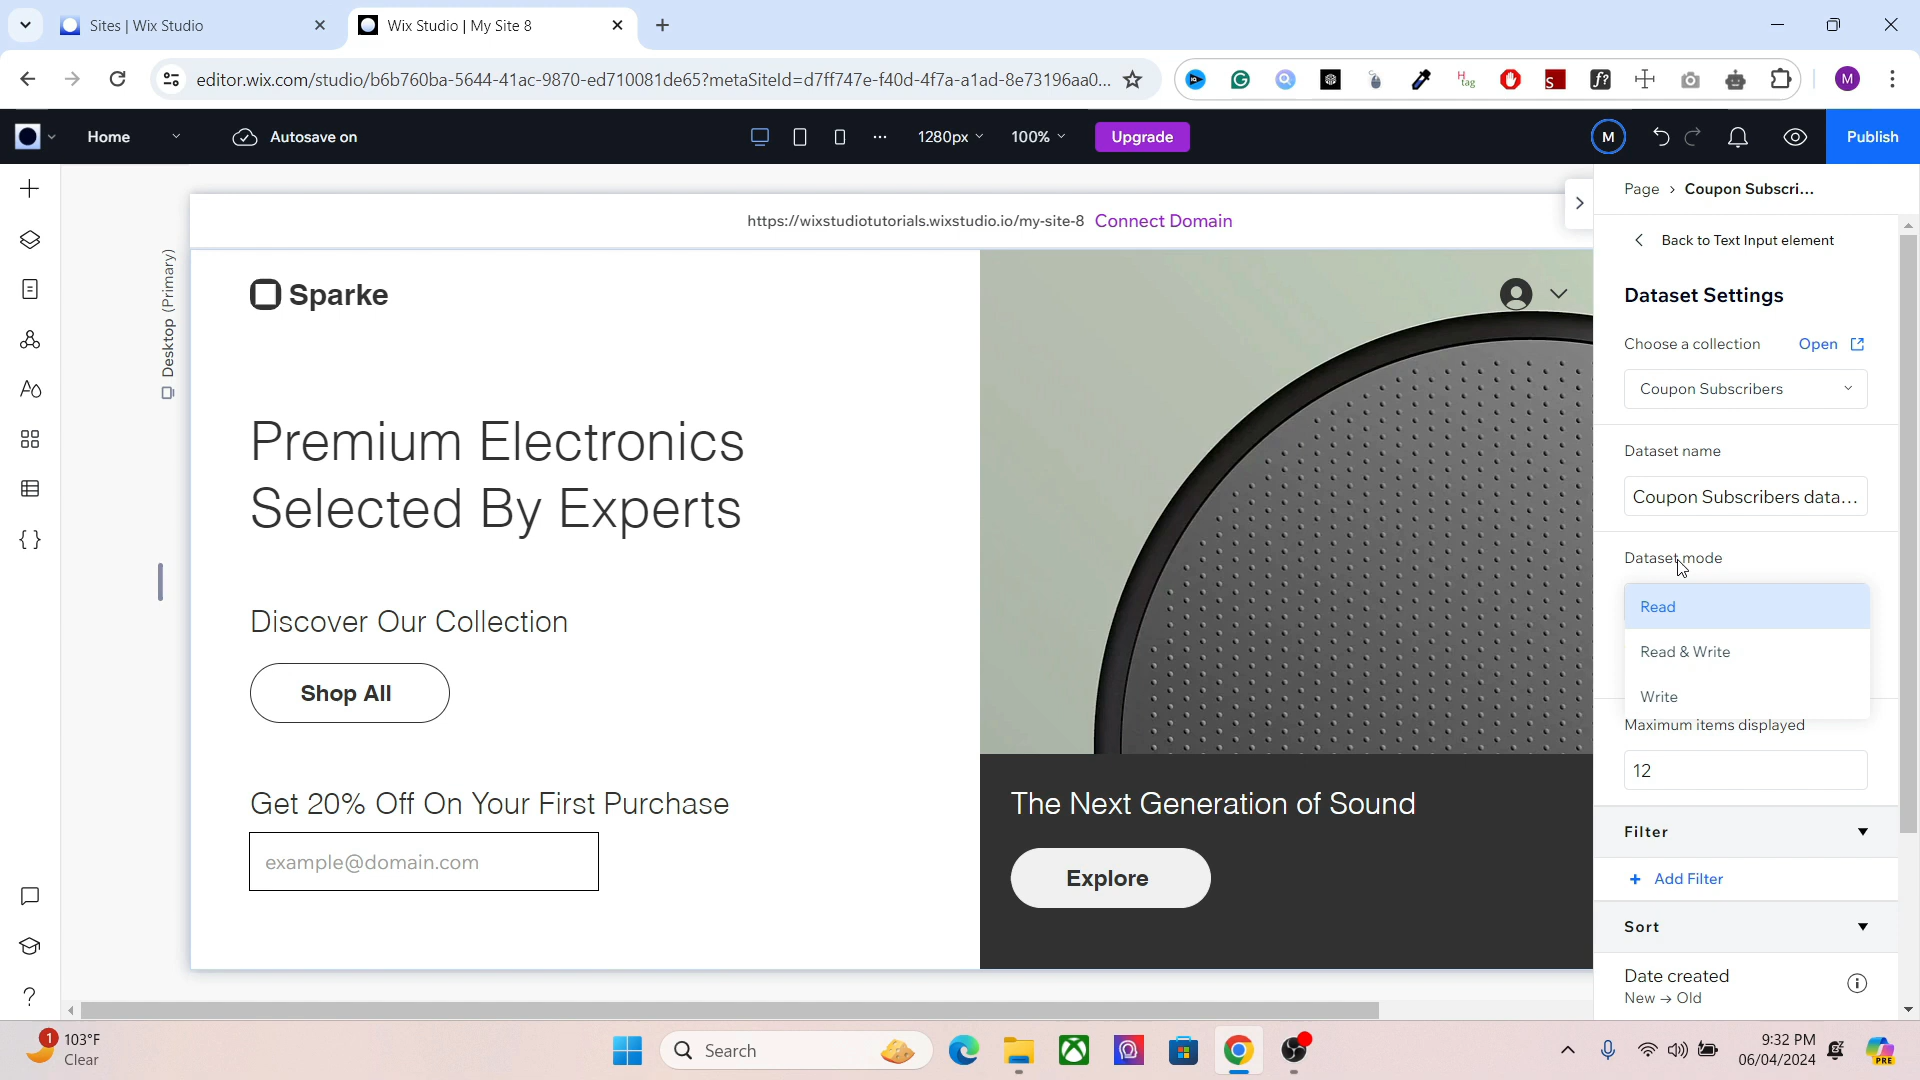 Sites | Wix Studio
Wix Studio | My Site 8
editor.wix.com/studio/b6b760ba-5644-41ac-9870-ed710081de65?metaSiteId=d7ff747e-f40d-4f7a-a1ad-8e73196aa0...
M
Home
Autosave on
1280px
100%
Upgrade
M
Publish
https://wixstudiotutorials.wixstudio.io/my-site-8 Connect Domain
Desktop (Primary)
Sparke
Premium Electronics
Selected By Experts
Discover Our Collection
Shop All
Get 20% Off On Your First Purchase
example@domain.com
The Next Generation of Sound
Explore
Page > Coupon Subscri...
Back to Text Input element
Dataset Settings
Choose a collection Open
Coupon Subscribers
Dataset name
Coupon Subscribers data...
Dataset mode
Read
Read & Write
Write
Maximum items displayed
12
Filter
+ Add Filter
Sort
Date created
New → Old
1
103°F
Clear
Search
9:32 PM
06/04/2024
PRE